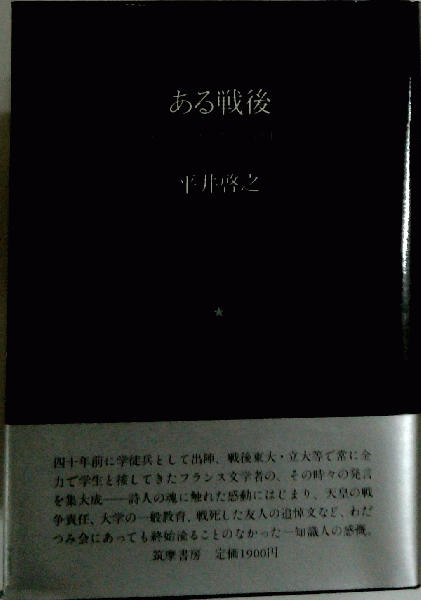 ある戦後
平井啓之
★
四十年前に学徒兵として出陣、戦後東大・立大等で常に全
力で学生と接してきたフランス文学者の、その時々の発言
を集大成──詩人の魂に触れた感動にはじまり、天皇の戦
争責任、大学の一般教育、戦死した友人の追悼文など、わだ
つみ会にあっても終始渝ることのなかった一知識人の感慨。
筑摩書房 定価1900円